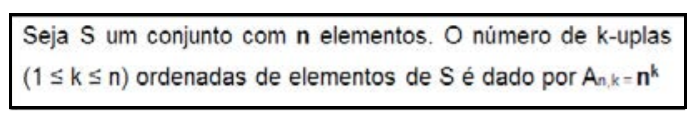 Seja S um conjunto com n elementos. O número de k-uplas
(1 ≤ k ≤ n) ordenadas de elementos de S é dado por Aₙ,ₖ = nᵏ